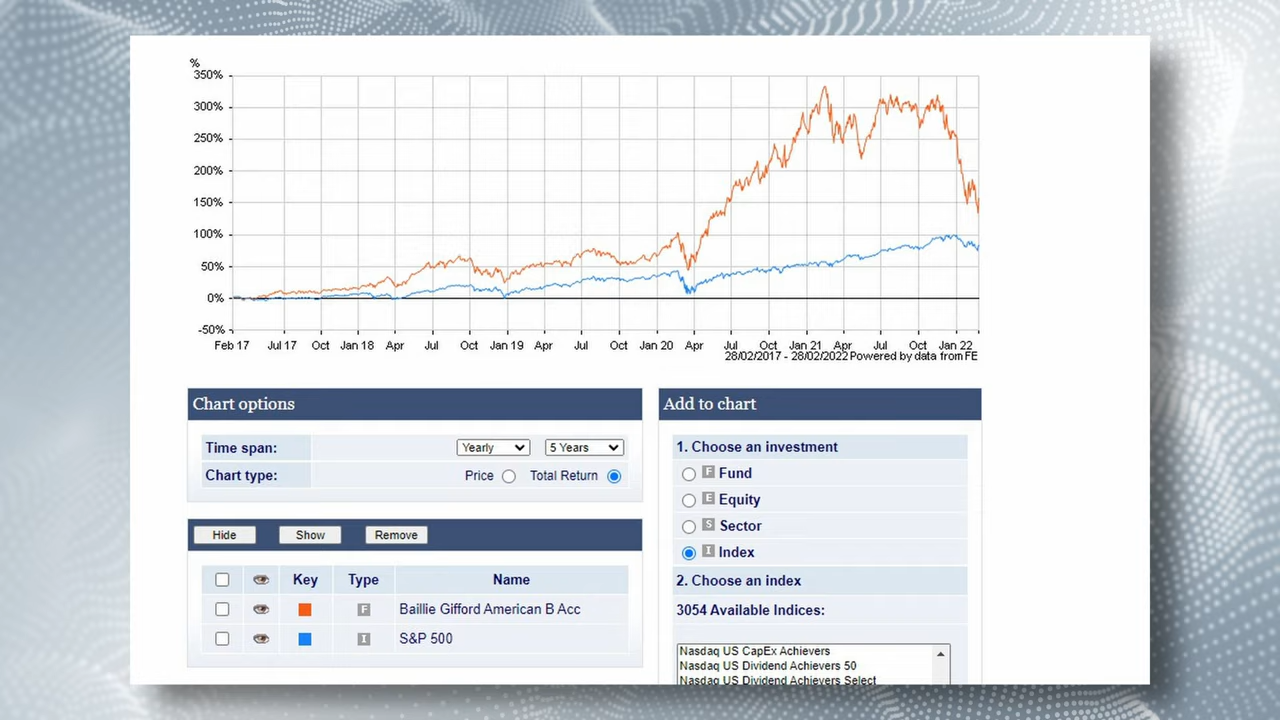 %
350%
300%
250%
200%
150%
100%
50%
0%
-50%
Feb 17 Jul 17 Oct Jan 18 Apr Jul Oct Jan 19 Apr Jul Oct Jan 20 Apr Jul Oct Jan 21 Apr Jul Oct Jan 22
28/02/2017 - 28/02/2022 Powered by data from FE
Chart options
Time span: Yearly 5 Years
Chart type: Price Total Return
Hide Show Remove
Key Type Name
F Baillie Gifford American B Acc
I S&P 500
Add to chart
1. Choose an investment
F Fund
E Equity
S Sector
I Index
2. Choose an index
3054 Available Indices:
Nasdaq US CapEx Achievers
Nasdaq US Dividend Achievers 50
Nasdaq US Dividend Achievers Select